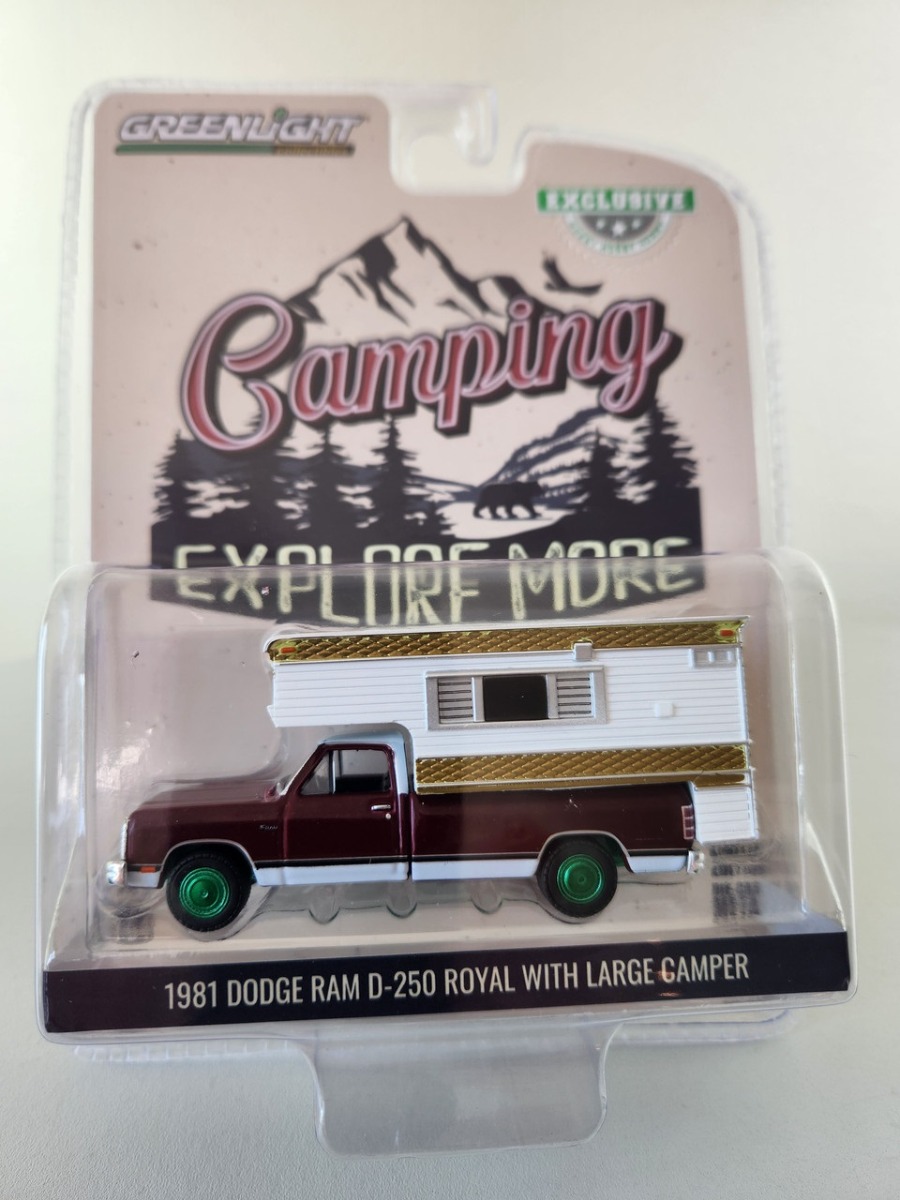 GREENLiGHT
EXCLUSIVE
Camping
EXPLORE MORE
1981 DODGE RAM D-250 ROYAL WITH LARGE CAMPER